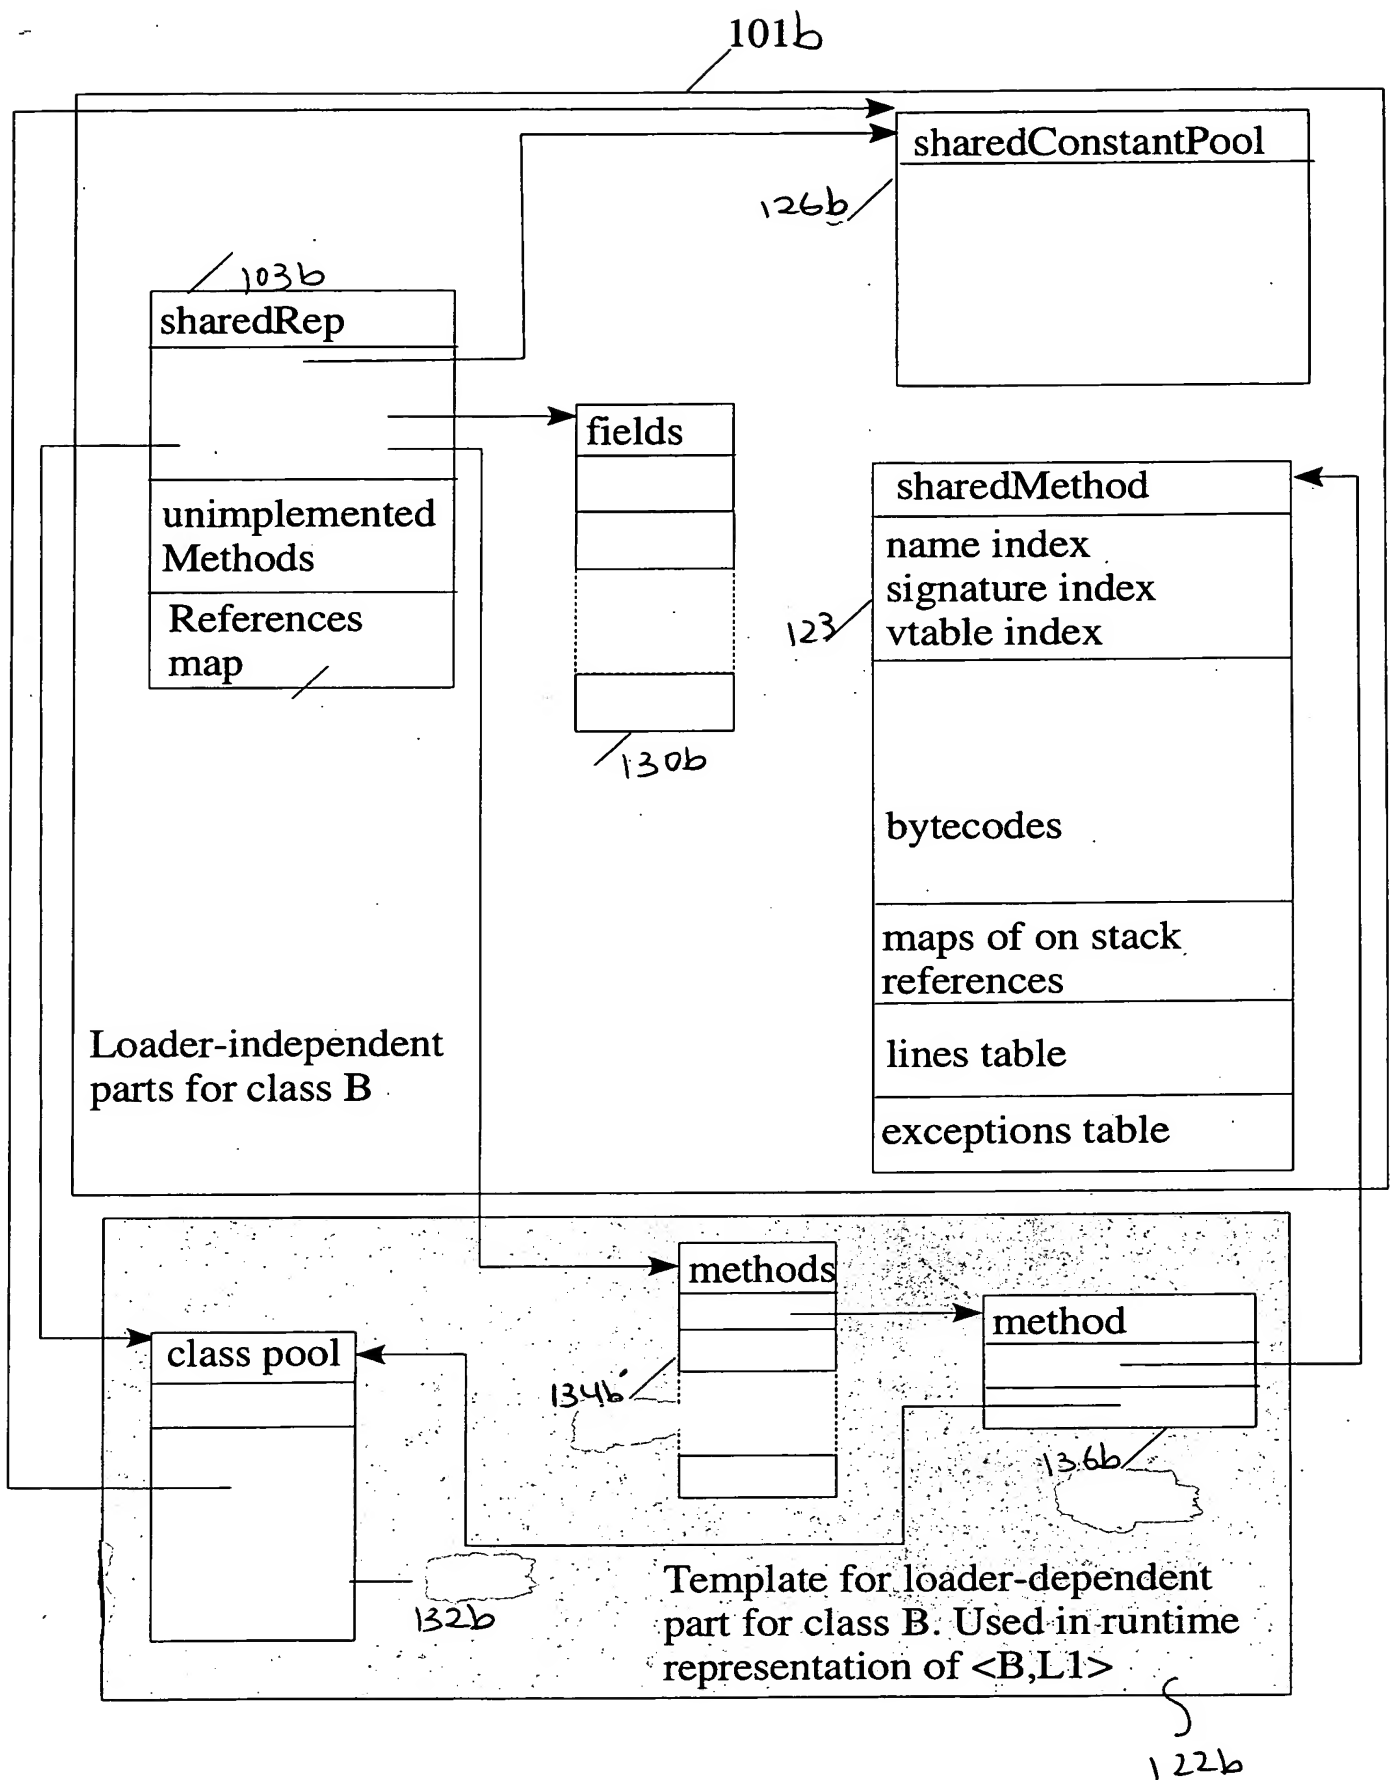 101b
sharedConstantPool
126b
103b
sharedRep
fields
unimplemented
Methods
References
map
130b
sharedMethod
name index
signature index
vtable index
123
bytecodes
maps of on stack
references
lines table
exceptions table
Loader-independent
parts for class B
methods
method
class pool
134b
136b
132b
Template for loader-dependent
part for class B. Used in runtime
representation of <B,L1>
122b